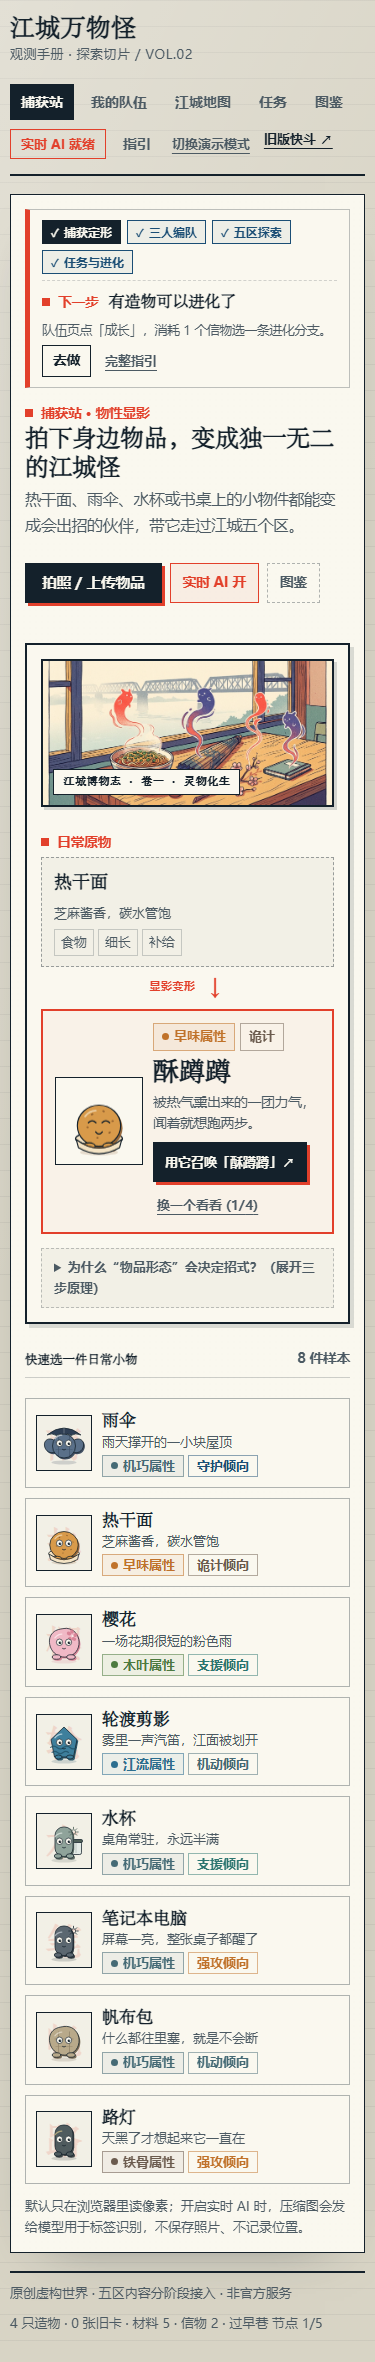 江城万物怪
观测手册 · 探索切片 / VOL.02
捕获站 我的队伍 江城地图 任务 图鉴
实时 AI 就绪 指引 切换演示模式 旧版快斗 ↗
✓ 捕获定形 ✓ 三人编队 ✓ 五区探索
✓ 任务与进化
下一步 有造物可以进化了
队伍页点「成长」，消耗 1 个信物选一条进化分支。
去做 完整指引
捕获站 • 物性显影
拍下身边物品，变成独一无二
的江城怪
热干面、雨伞、水杯或书桌上的小物件都能变
成会出招的伙伴，带它走过江城五个区。
拍照 / 上传物品 实时 AI 开 图鉴
江城博物志 · 卷一 · 灵物化生
日常原物
热干面
芝麻酱香，碳水管饱
食物 细长 补给
显影变形 ↓
早味属性 诡计
酥蹲蹲
被热气熏出来的一团力气，
闻着就想跑两步。
用它召唤「酥蹲蹲」↗
换一个看看 (1/4)
▶ 为什么“物品形态”会决定招式？（展开三
步原理）
快速选一件日常小物 8 件样本
雨伞
雨天撑开的一小块屋顶
机巧属性 守护倾向
热干面
芝麻酱香，碳水管饱
早味属性 诡计倾向
樱花
一场花期很短的粉色雨
木叶属性 支援倾向
轮渡剪影
雾里一声汽笛，江面被划开
江流属性 机动倾向
水杯
桌角常驻，永远半满
机巧属性 支援倾向
笔记本电脑
屏幕一亮，整张桌子都醒了
机巧属性 强攻倾向
帆布包
什么都往里塞，就是不会断
机巧属性 机动倾向
路灯
天黑了才想起来它一直在
铁骨属性 强攻倾向
默认只在浏览器里读像素；开启实时 AI 时，压缩图会发
给模型用于标签识别，不保存照片、不记录位置。
原创虚构世界 · 五区内容分阶段接入 · 非官方服务
4 只造物 · 0 张旧卡 · 材料 5 · 信物 2 · 过早巷 节点 1/5